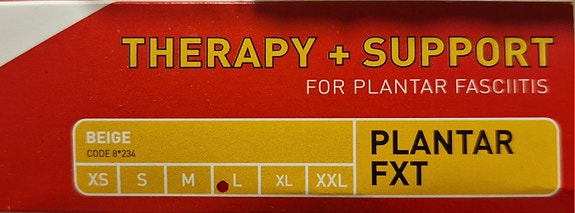 THERAPY + SUPPORT
FOR PLANTAR FASCIITIS
BEIGE
CODE 8*234
XS S M L XL XXL
PLANTAR
FXT